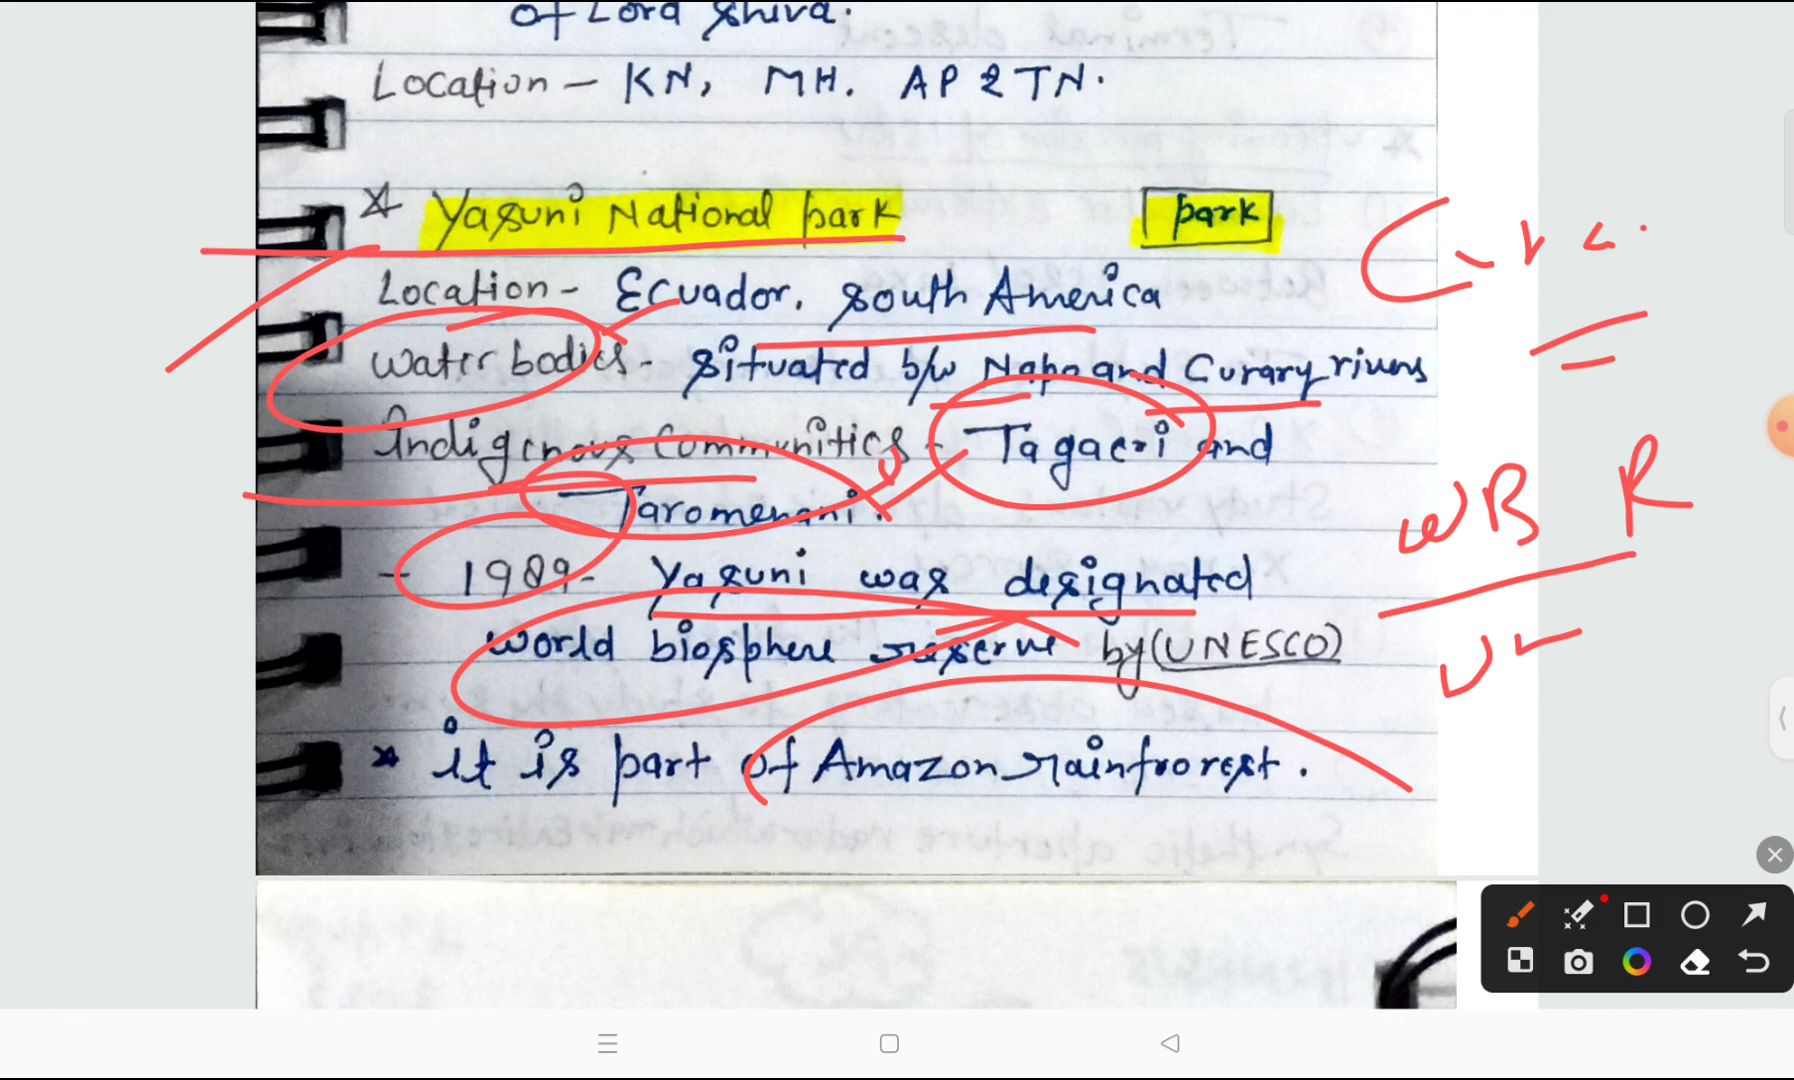 of Lord Shiva.
Location - KN, MH. AP & TN.
* Yasuni National park
park
Location - Ecuador, South America
water bodies - Situated b/w Napo and Curary rivers
Indigenous Communities - Tagaeri and
Taromenani.
- 1989 - Yasuni was designated
world biosphere reserve by (UNESCO)
WB R
* it is part of Amazon rainfrorest.